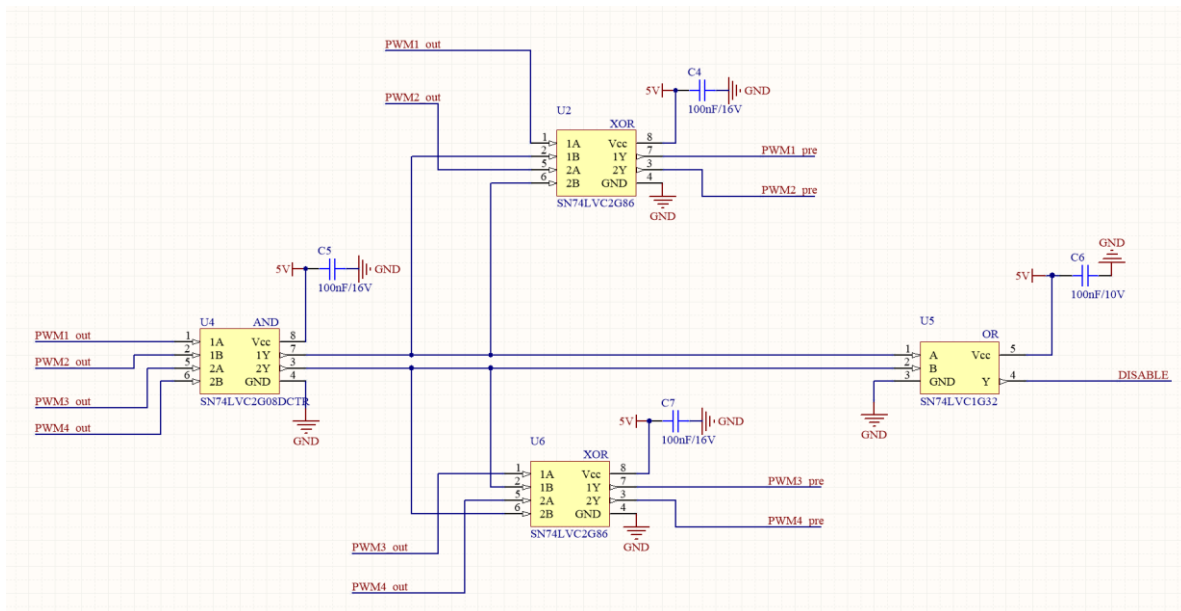 PWM1_out
PWM2_out
C4
5V
GND
100nF/16V
U2
XOR
1 1A Vcc 8
2 1B 1Y 7
5 2A 2Y 3
6 2B GND 4
SN74LVC2G86
GND
PWM1_pre
PWM2_pre
C5
5V
GND
100nF/16V
U4
AND
PWM1_out
PWM2_out
PWM3_out
PWM4_out
1 1A Vcc 8
2 1B 1Y 7
5 2A 2Y 3
6 2B GND 4
SN74LVC2G08DCTR
GND
GND
C6
5V
100nF/10V
U5
OR
1 A Vcc 5
2 B
3 GND Y 4
SN74LVC1G32
GND
DISABLE
C7
5V
GND
100nF/16V
U6
XOR
1 1A Vcc 8
2 1B 1Y 7
5 2A 2Y 3
6 2B GND 4
SN74LVC2G86
GND
PWM3_pre
PWM4_pre
PWM3_out
PWM4_out